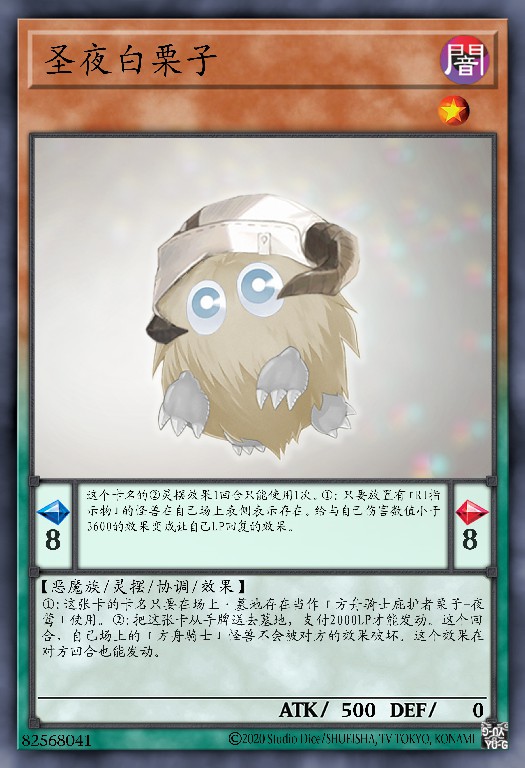 圣夜白栗子
闇
这个卡名的②灵摆效果1回合只能使用1次。①：只要放置有「RI指
示物」的怪兽在自己场上表侧表示存在，给与自己伤害数值小于
3600的效果变成让自己LP回复的效果。
8
8
【恶魔族/灵摆/协调/效果】
①：这张卡的卡名只要在场上·墓地存在当作「方舟骑士庇护者栗子-夜
莺」使用。②：把这张卡从手牌送去墓地，支付2000LP才能发动。这个回
合，自己场上的「方舟骑士」怪兽不会被对方的效果破坏。这个效果在
对方回合也能发动。
ATK/ 500 DEF/ 0
82568041
©2020 Studio Dice/SHUEISHA, TV TOKYO, KONAMI